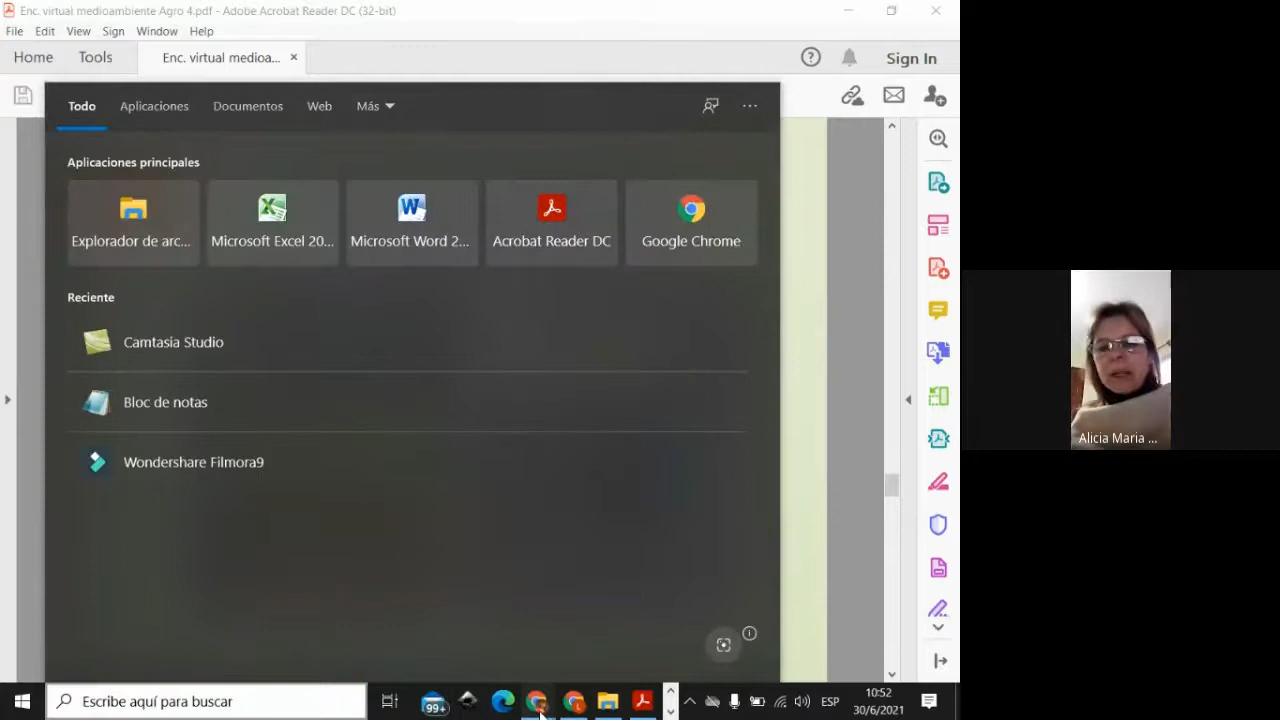 Enc. virtual medioambiente Agro 4.pdf - Adobe Acrobat Reader DC (32-bit)
File Edit View Sign Window Help
Home Tools Enc. virtual medioa... × Sign In
Todo Aplicaciones Documentos Web Más
Aplicaciones principales
Explorador de arc... Microsoft Excel 20... Microsoft Word 2... Acrobat Reader DC Google Chrome
Reciente
Camtasia Studio
Bloc de notas
Wondershare Filmora9
Alicia Maria ...
Escribe aquí para buscar 99+ ESP 10:52
30/6/2021